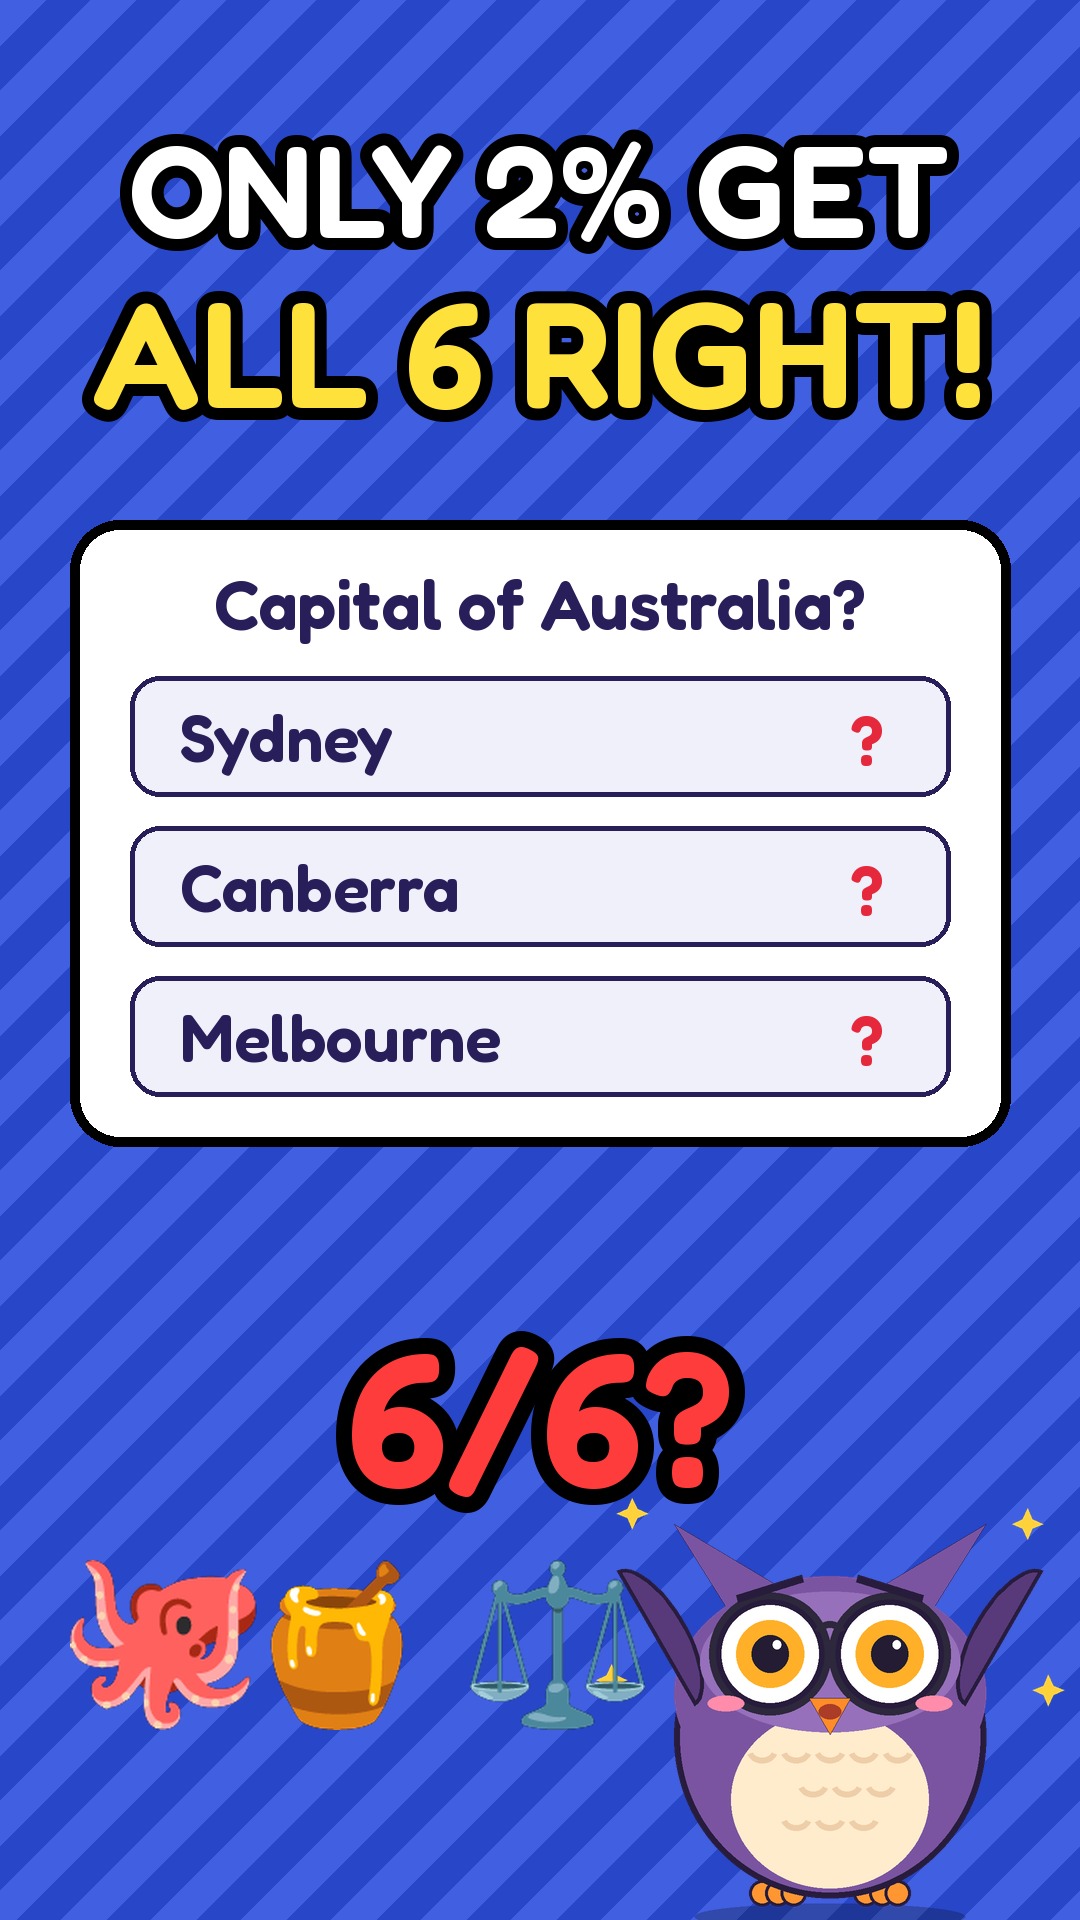 ONLY 2% GET
ALL 6 RIGHT!
Capital of Australia?
Sydney ?
Canberra ?
Melbourne ?
6/6?